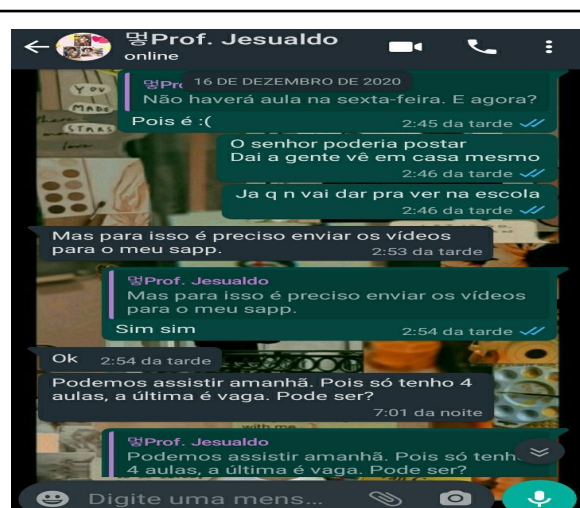 멍Prof. Jesualdo
online
16 DE DEZEMBRO DE 2020
멍Pro
Não haverá aula na sexta-feira. E agora?
Pois é :(
2:45 da tarde
O senhor poderia postar
Dai a gente vê em casa mesmo
2:46 da tarde
Ja q n vai dar pra ver na escola
2:46 da tarde
Mas para isso é preciso enviar os vídeos
para o meu sapp.
2:53 da tarde
멍Prof. Jesualdo
Mas para isso é preciso enviar os vídeos
para o meu sapp.
Sim sim
2:54 da tarde
Ok
2:54 da tarde
Podemos assistir amanhã. Pois só tenho 4
aulas, a última é vaga. Pode ser?
7:01 da noite
멍Prof. Jesualdo
Podemos assistir amanhã. Pois só tenh
4 aulas, a última é vaga. Pode ser?
Digite uma mens...
YOU
MADE
STARS
love
with me